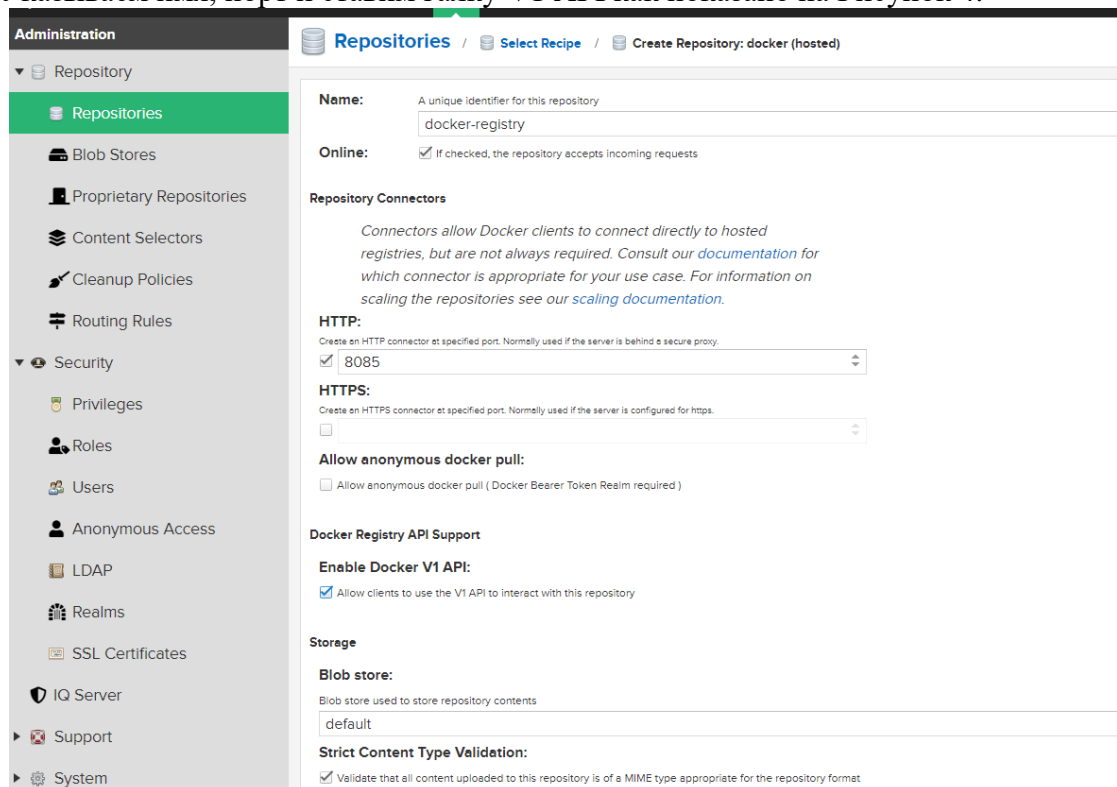 Administration
Repositories / Select Recipe / Create Repository: docker (hosted)
Repository
Repositories
Blob Stores
Proprietary Repositories
Content Selectors
Cleanup Policies
Routing Rules
Security
Privileges
Roles
Users
Anonymous Access
LDAP
Realms
SSL Certificates
IQ Server
Support
System
Name:
A unique identifier for this repository
docker-registry
Online:
If checked, the repository accepts incoming requests
Repository Connectors
Connectors allow Docker clients to connect directly to hosted
registries, but are not always required. Consult our documentation for
which connector is appropriate for your use case. For information on
scaling the repositories see our scaling documentation.
HTTP:
Create an HTTP connector at specified port. Normally used if the server is behind a secure proxy.
8085
HTTPS:
Create an HTTPS connector at specified port. Normally used if the server is configured for https.
Allow anonymous docker pull:
Allow anonymous docker pull ( Docker Bearer Token Realm required )
Docker Registry API Support
Enable Docker V1 API:
Allow clients to use the V1 API to interact with this repository
Storage
Blob store:
Blob store used to store repository contents
default
Strict Content Type Validation:
Validate that all content uploaded to this repository is of a MIME type appropriate for the repository format